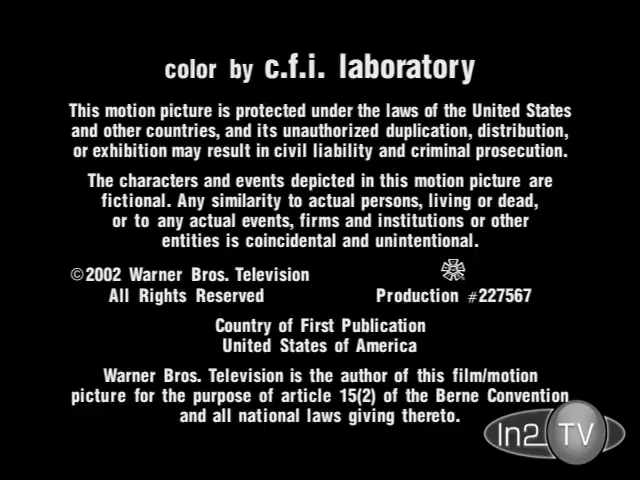 color by c.f.i. laboratory
This motion picture is protected under the laws of the United States
and other countries, and its unauthorized duplication, distribution,
or exhibition may result in civil liability and criminal prosecution.
The characters and events depicted in this motion picture are
fictional. Any similarity to actual persons, living or dead,
or to any actual events, firms and institutions or other
entities is coincidental and unintentional.
©2002 Warner Bros. Television
All Rights Reserved
Production #227567
Country of First Publication
United States of America
Warner Bros. Television is the author of this film/motion
picture for the purpose of article 15(2) of the Berne Convention
and all national laws giving thereto.
In2 TV